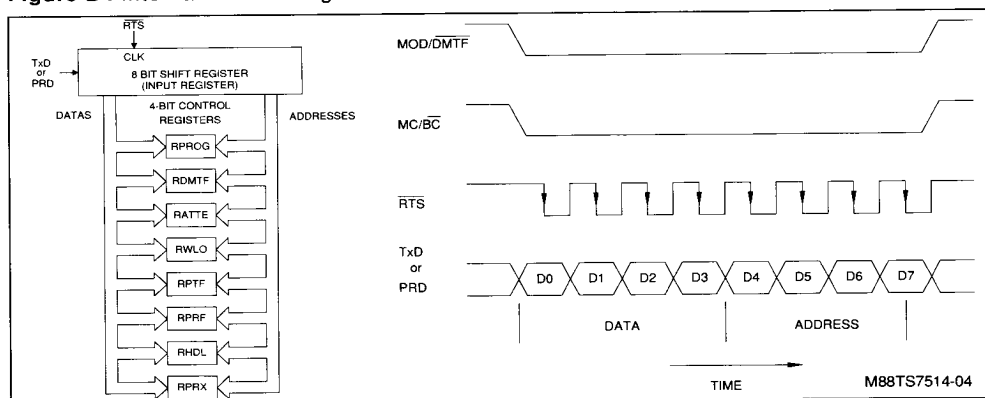 RTS
CLK
TxD
or
PRD
8 BIT SHIFT REGISTER
(INPUT REGISTER)
DATAS
4-BIT CONTROL
REGISTERS
ADDRESSES
RPROG
RDMTF
RATTE
RWLO
RPTF
RPRF
RHDL
RPRX
MOD/DMTF
MC/BC
RTS
TxD
or
PRD
D0 D1 D2 D3 D4 D5 D6 D7
DATA ADDRESS
TIME
M88TS7514-04